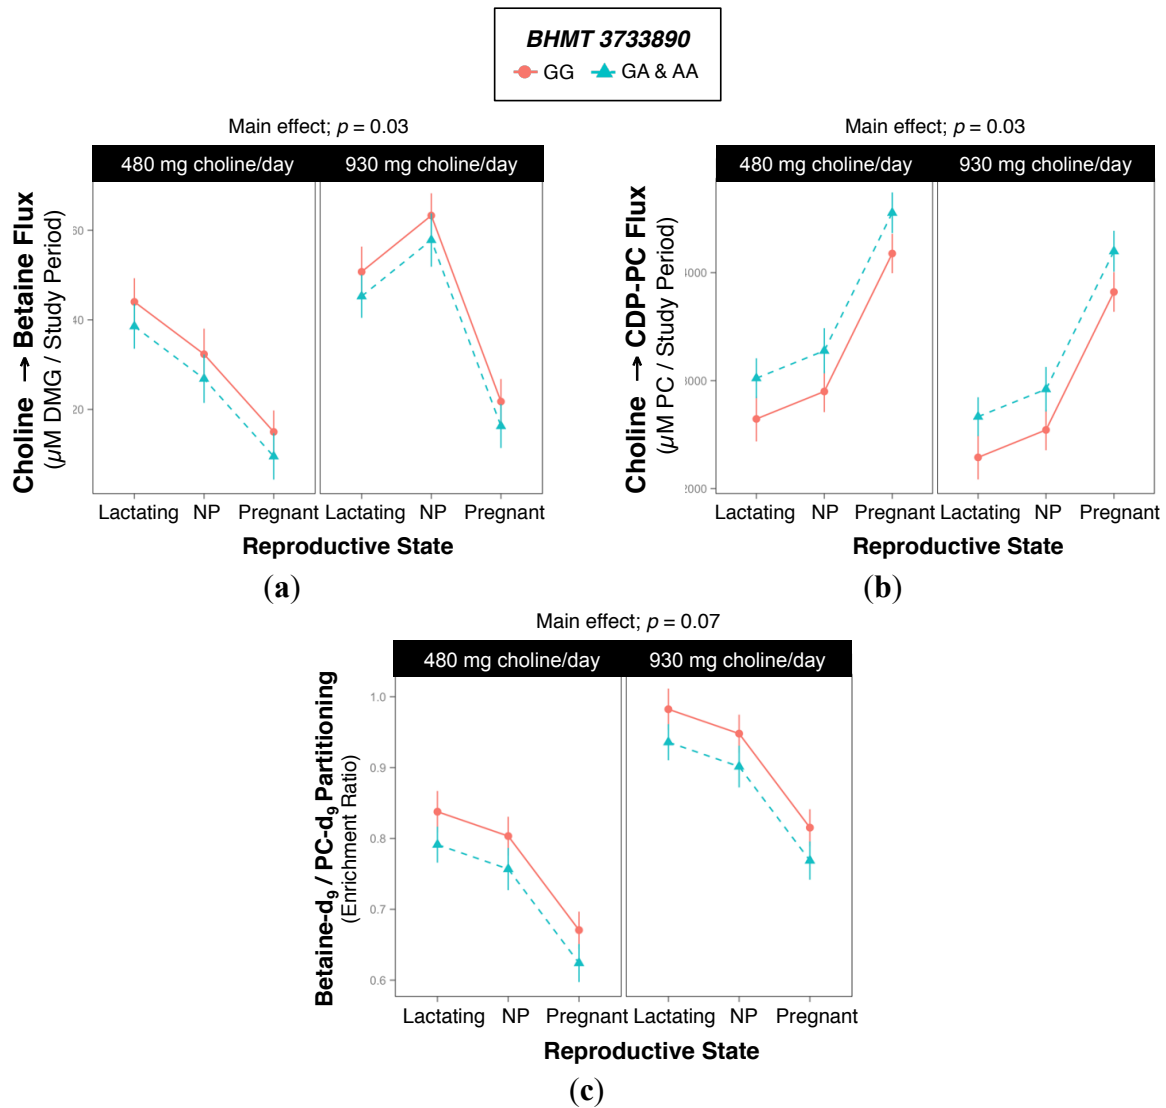 BHMT 3733890
GG GA & AA
Main effect; p = 0.03
480 mg choline/day 930 mg choline/day
Choline → Betaine Flux
(µM DMG / Study Period)
60
40
20
Lactating NP Pregnant Lactating NP Pregnant
Reproductive State
(a)
Main effect; p = 0.03
480 mg choline/day 930 mg choline/day
Choline → CDP-PC Flux
(µM PC / Study Period)
2000
Lactating NP Pregnant Lactating NP Pregnant
Reproductive State
(b)
Main effect; p = 0.07
480 mg choline/day 930 mg choline/day
Betaine-d9 / PC-d9 Partitioning
(Enrichment Ratio)
1.0
0.9
0.8
0.7
0.6
Lactating NP Pregnant Lactating NP Pregnant
Reproductive State
(c)